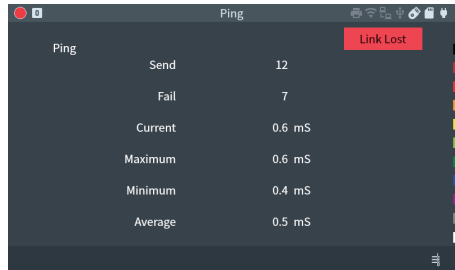 0 Ping
Link Lost
Ping
Send 12
Fail 7
Current 0.6 mS
Maximum 0.6 mS
Minimum 0.4 mS
Average 0.5 mS